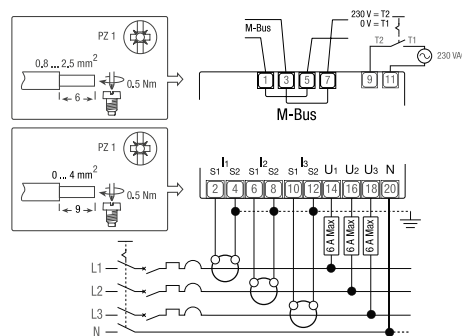 230 V = T2
0 V = T1
M-Bus
T2 T1
230 VAC
1 3 5 7 9 11
M-Bus
PZ 1
0,8 ... 2,5 mm2
6
0.5 Nm
PZ 1
0 ... 4 mm2
9
0.5 Nm
I1 I2 I3 U1 U2 U3 N
S1 S2 S1 S2 S1 S2
2 4 6 8 10 12 14 16 18 20
6 A Max 6 A Max 6 A Max
L1
L2
L3
N